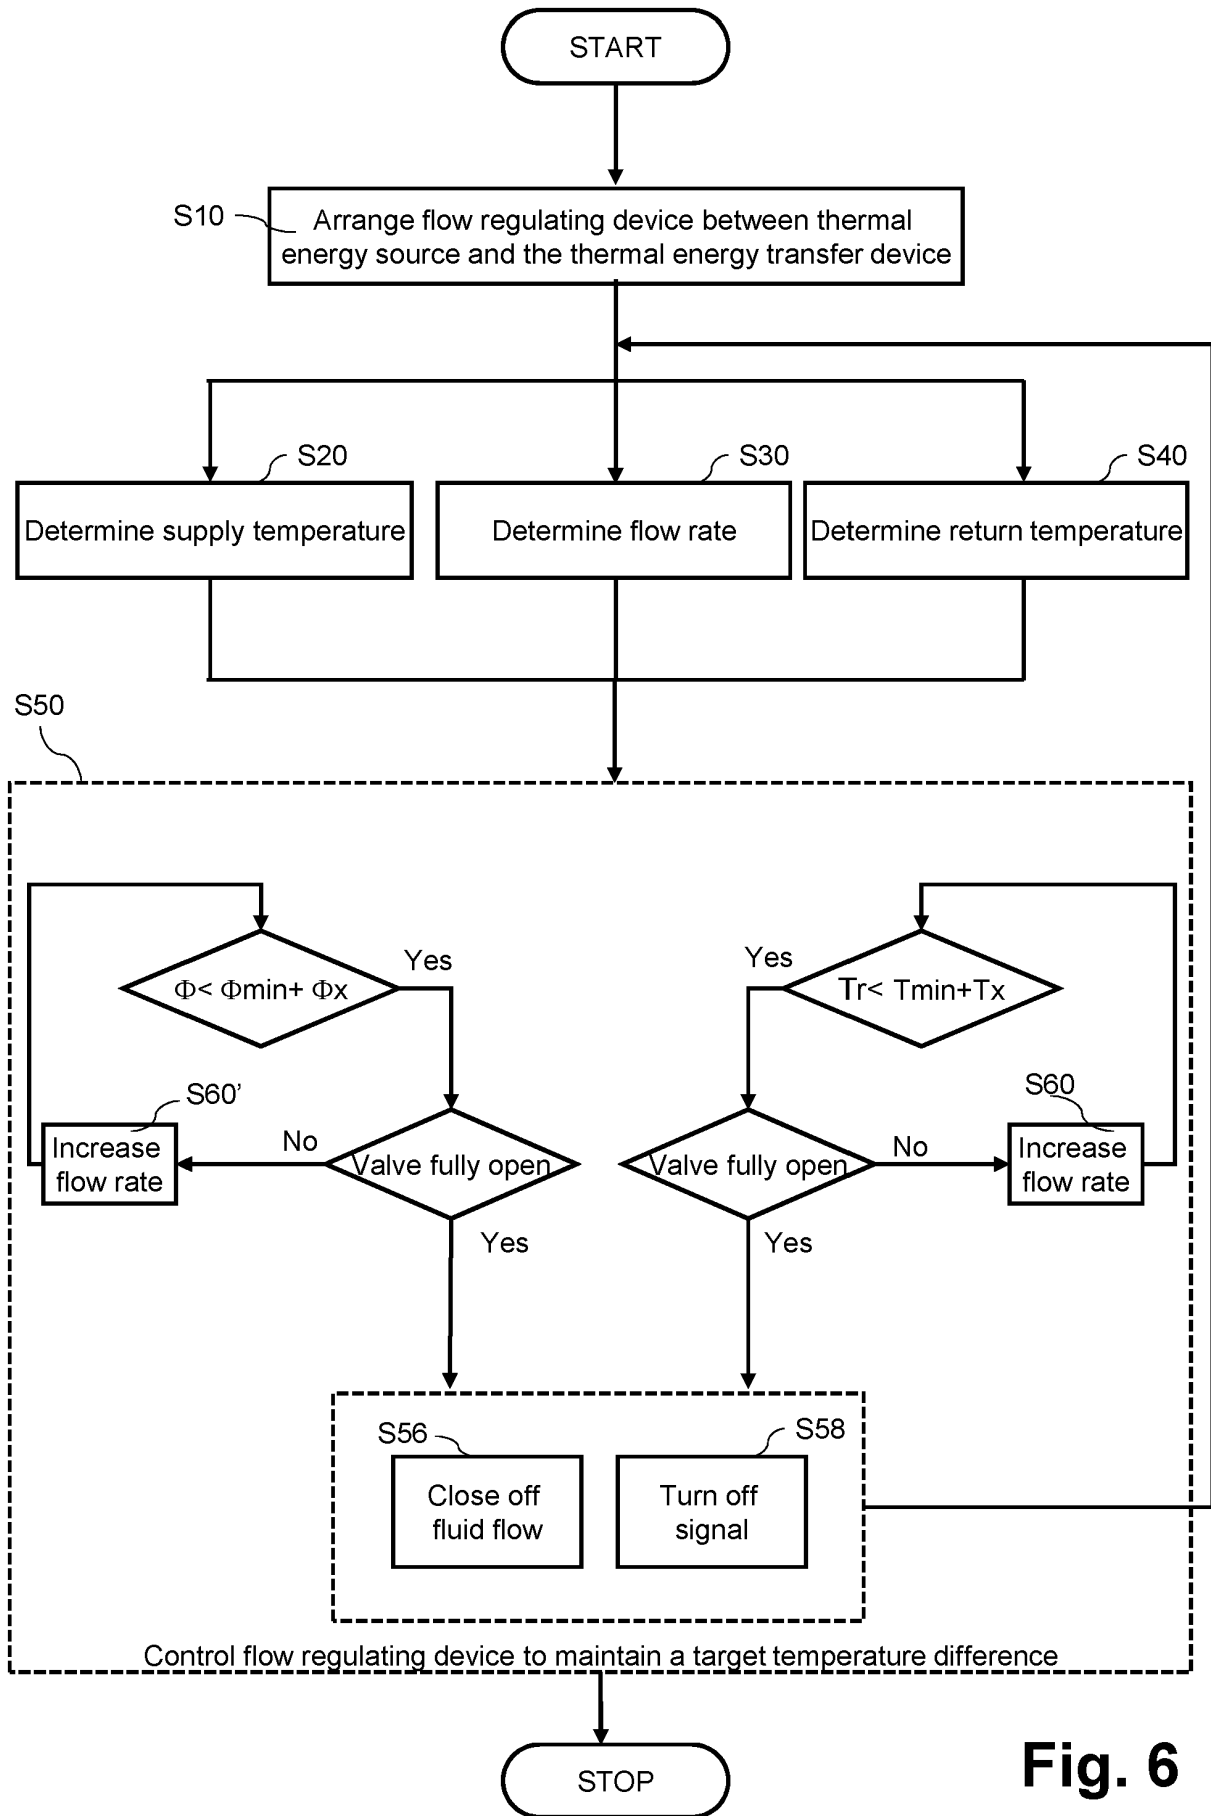 START
S10
Arrange flow regulating device between thermal
energy source and the thermal energy transfer device
S20
S30
S40
Determine supply temperature
Determine flow rate
Determine return temperature
S50
Yes
Yes
Φ< Φmin+ Φx
Tr< Tmin+Tx
S60’
S60
Increase
flow rate
No
Valve fully open
Valve fully open
No
Increase
flow rate
Yes
Yes
S56
S58
Close off
fluid flow
Turn off
signal
Control flow regulating device to maintain a target temperature difference
STOP
Fig. 6